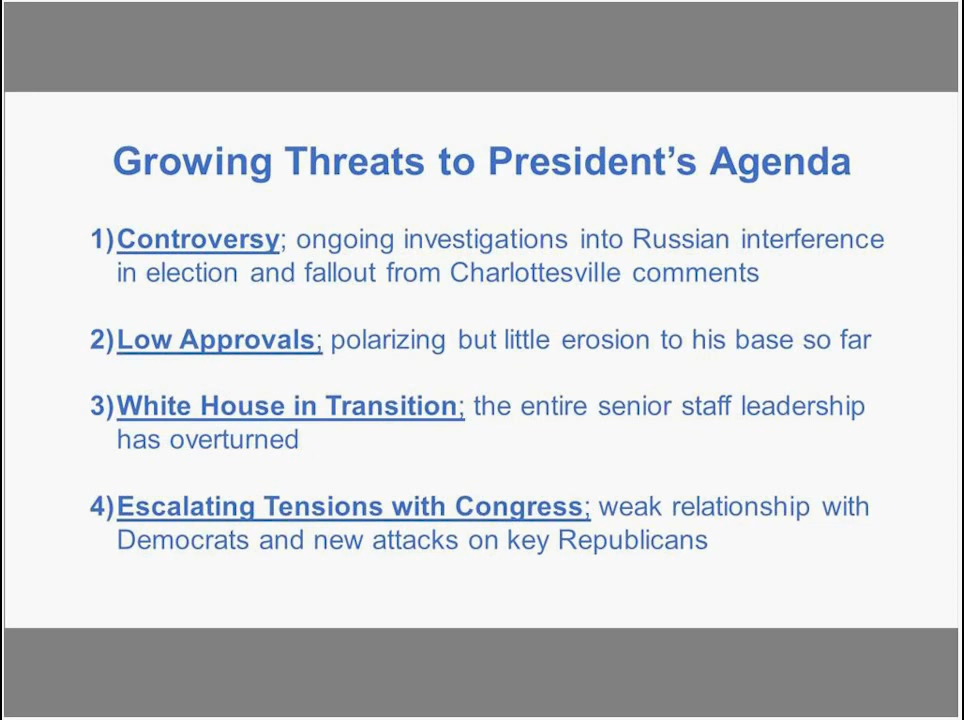 Growing Threats to President’s Agenda
1) Controversy; ongoing investigations into Russian interference
in election and fallout from Charlottesville comments
2) Low Approvals; polarizing but little erosion to his base so far
3) White House in Transition; the entire senior staff leadership
has overturned
4) Escalating Tensions with Congress; weak relationship with
Democrats and new attacks on key Republicans